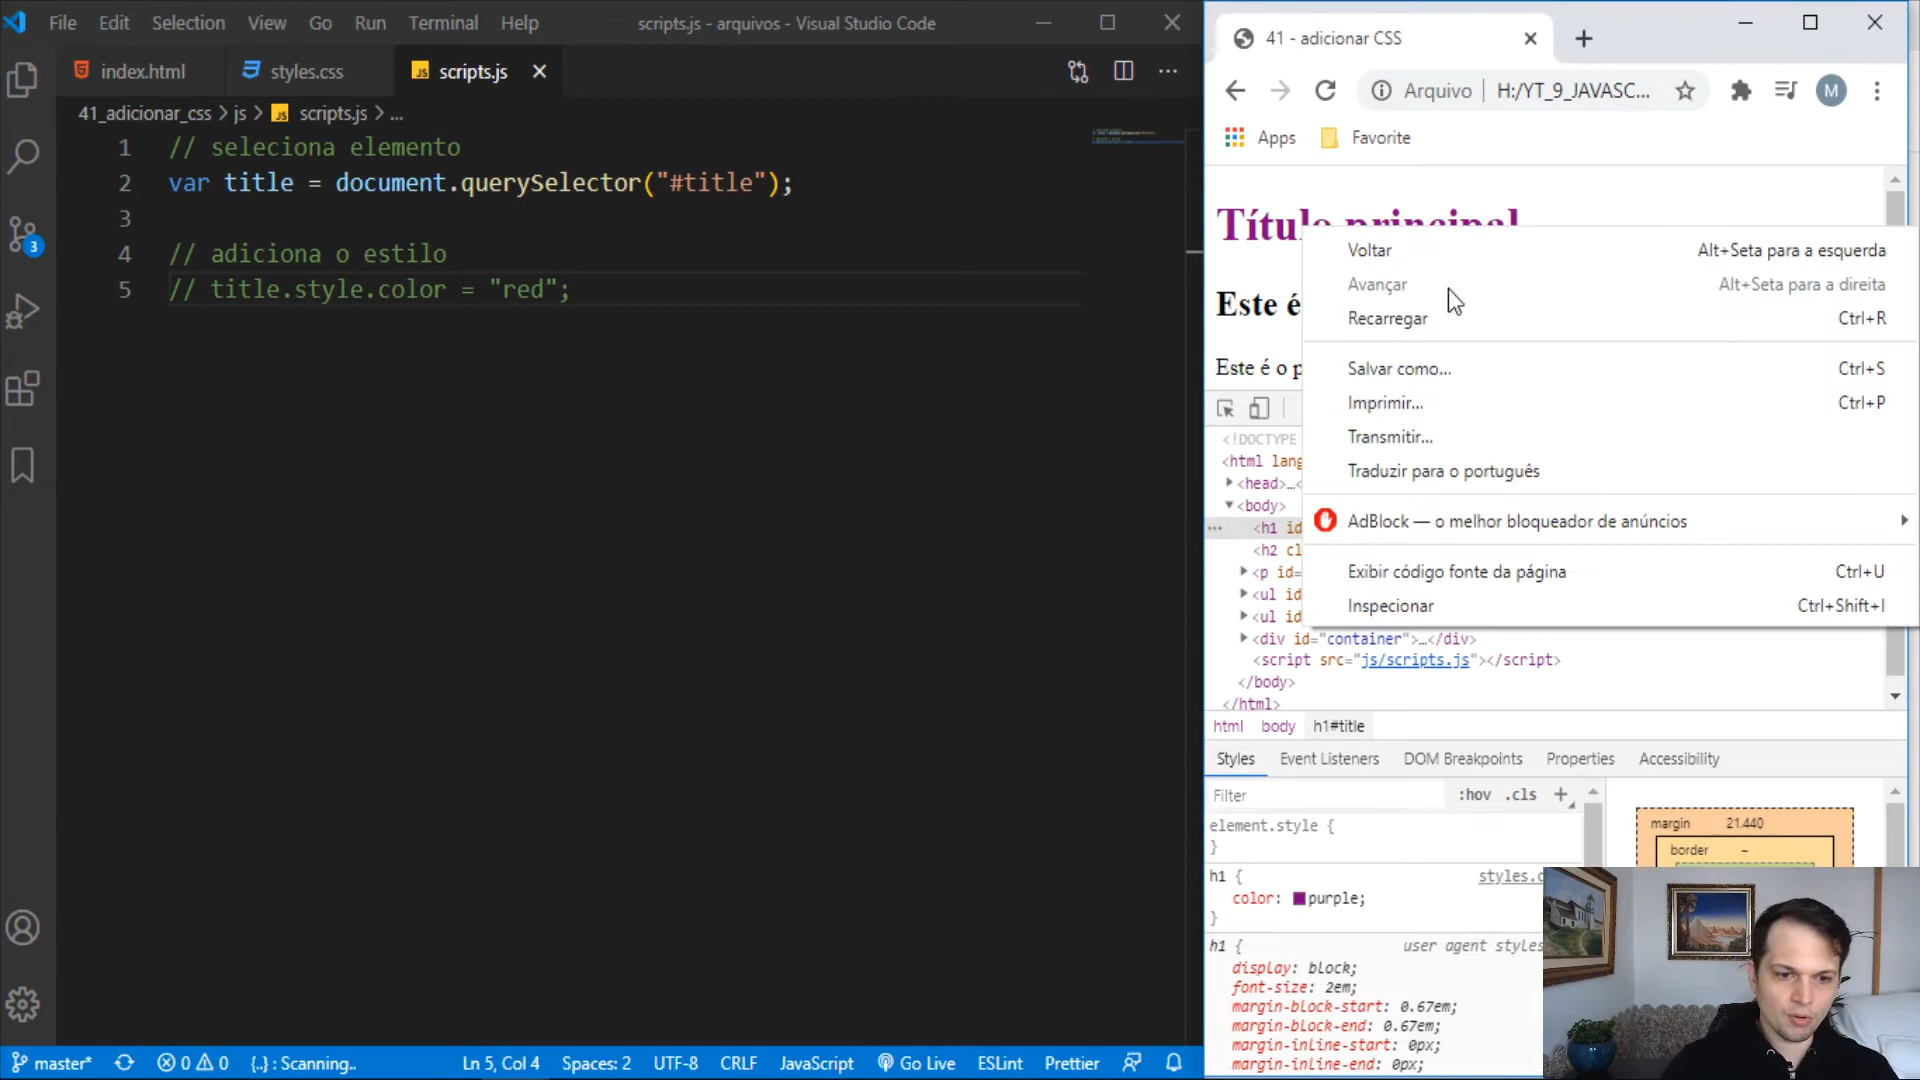 File Edit Selection View Go Run Terminal Help scripts.js - arquivos - Visual Studio Code
index.html styles.css JS scripts.js
41_adicionar_css > js > JS scripts.js > ...
1 // seleciona elemento
2 var title = document.querySelector("#title");
3
4 // adiciona o estilo
5 // title.style.color = "red";
3
master* 0 0 {..} : Scanning.. Ln 5, Col 4 Spaces: 2 UTF-8 CRLF JavaScript Go Live ESLint Prettier
41 - adicionar CSS
Arquivo H:/YT_9_JAVASC... M
Apps Favorite
Título principal
Este é
Este é o p
Voltar Alt+Seta para a esquerda
Avançar Alt+Seta para a direita
Recarregar Ctrl+R
Salvar como... Ctrl+S
Imprimir... Ctrl+P
Transmitir...
Traduzir para o português
AdBlock — o melhor bloqueador de anúncios
Exibir código fonte da página Ctrl+U
Inspecionar Ctrl+Shift+I
<!DOCTYPE
<html lang
<head>…<
<body>
<h1 id
<h2 cl
<p id=
<ul id
<ul id
<div id="container">…</div>
<script src="js/scripts.js"></script>
</body>
</html>
html body h1#title
Styles Event Listeners DOM Breakpoints Properties Accessibility
Filter :hov .cls +
element.style {
}
h1 { styles.c
color: purple;
}
h1 { user agent styles
display: block;
font-size: 2em;
margin-block-start: 0.67em;
margin-block-end: 0.67em;
margin-inline-start: 0px;
margin-inline-end: 0px;
margin 21.440
border –